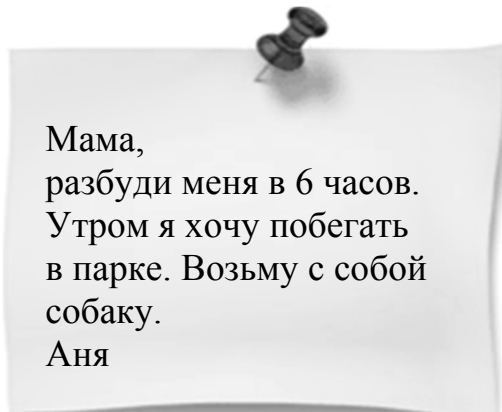 Мама,
разбуди меня в 6 часов.
Утром я хочу побегать
в парке. Возьму с собой
собаку.
Аня